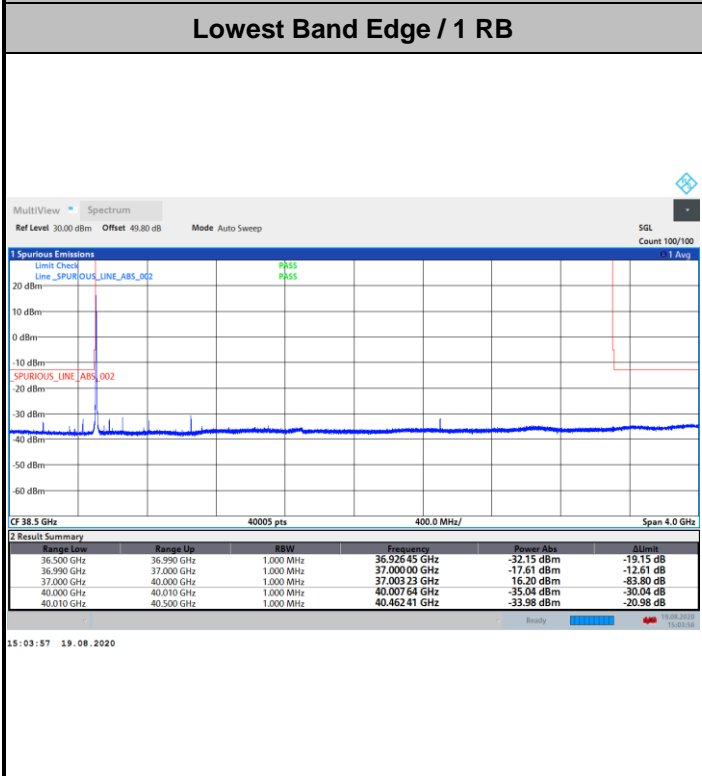 Lowest Band Edge / 1 RB
MultiView Spectrum
Ref Level 30.00 dBm Offset 49.80 dB Mode Auto Sweep SGL
Count 100/100
1 Spurious Emissions 1 Avg
Limit Check PASS
Line _SPURIOUS_LINE_ABS_002 PASS
20 dBm
10 dBm
0 dBm
-10 dBm
_SPURIOUS_LINE_ABS_002
-20 dBm
-30 dBm
-40 dBm
-50 dBm
-60 dBm
CF 38.5 GHz 40005 pts 400.0 MHz/ Span 4.0 GHz
2 Result Summary
Range Low Range Up RBW Frequency Power Abs ΔLimit
36.500 GHz 36.990 GHz 1.000 MHz 36.926 45 GHz -32.15 dBm -19.15 dB
36.990 GHz 37.000 GHz 1.000 MHz 37.000 00 GHz -17.61 dBm -12.61 dB
37.000 GHz 40.000 GHz 1.000 MHz 37.003 23 GHz 16.20 dBm -83.80 dB
40.000 GHz 40.010 GHz 1.000 MHz 40.007 64 GHz -35.04 dBm -30.04 dB
40.010 GHz 40.500 GHz 1.000 MHz 40.462 41 GHz -33.98 dBm -20.98 dB
Ready 19.08.2020
15:03:56
15:03:57 19.08.2020